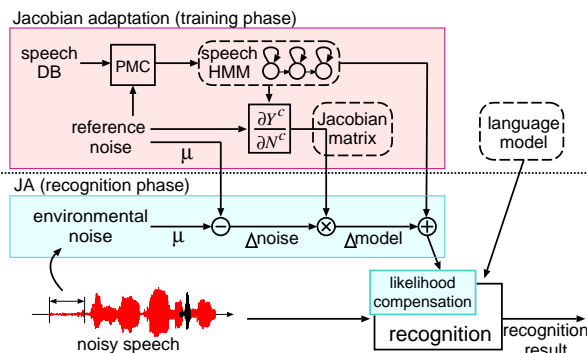 Jacobian adaptation (training phase)
speech
DB
PMC
speech
HMM
reference
noise
μ
∂Y^c
∂N^c
Jacobian
matrix
language
model
JA (recognition phase)
environmental
noise
μ
−
Δnoise
×
Δmodel
+
likelihood
compensation
noisy speech
recognition
recognition
result